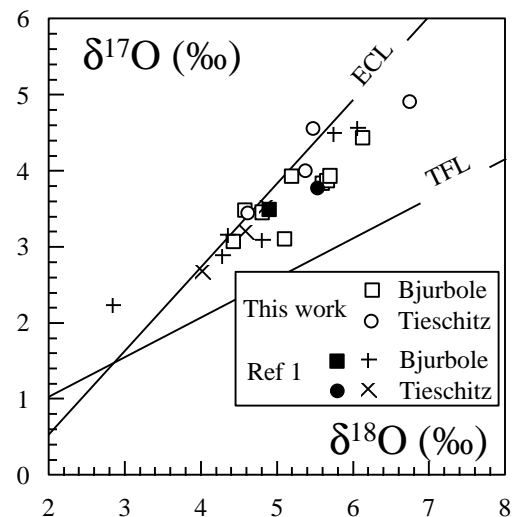 6
5
4
3
2
1
0
δ¹⁷O (‰)
ECL
TFL
This work
Bjurbole
Tieschitz
Ref 1
Bjurbole
Tieschitz
δ¹⁸O (‰)
2 3 4 5 6 7 8